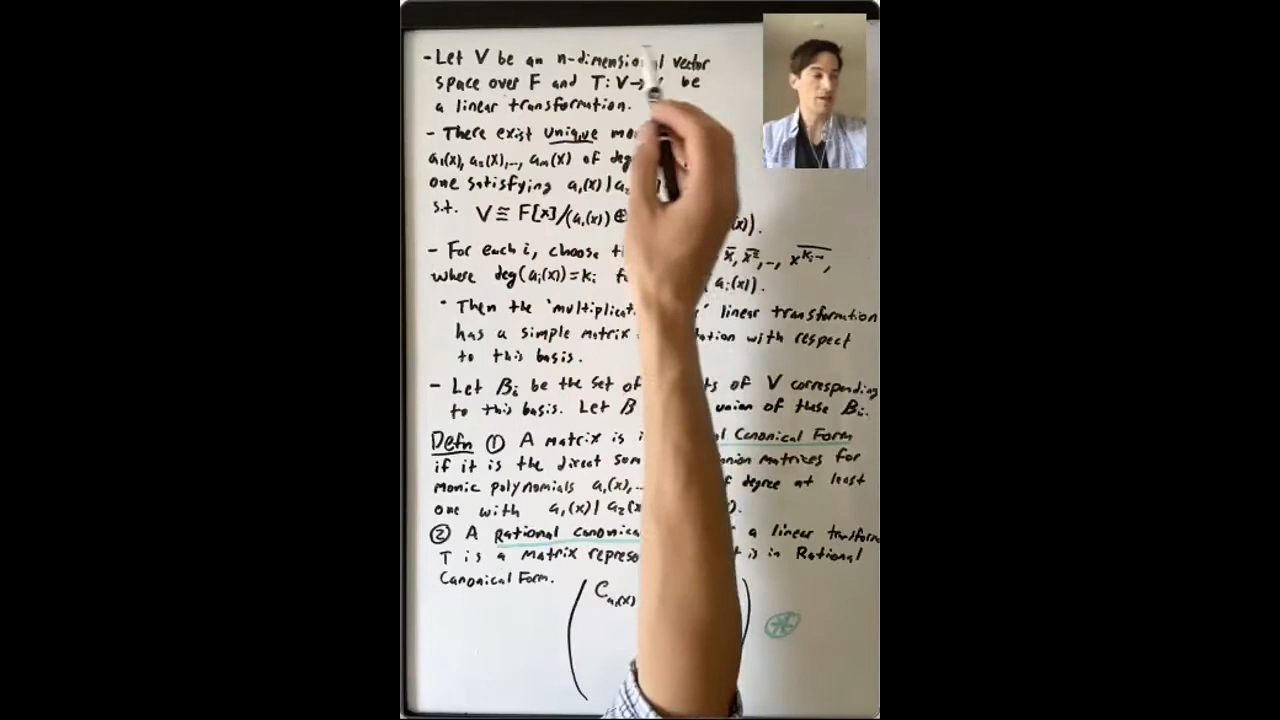 - Let V be an n-dimensional vector
space over F and T: V→ be
a linear transformation.
- There exist unique
a₁(x), a₂(x),.., aₘ(x) of
one satisfying a₁(x) | a₂
s.t. V ≅ F[x]/(a₁(x)) ⊕ (x)).
- For each i, choose x̄, x̄², .., x̄^{kᵢ-1},
where deg(aᵢ(x)) = kᵢ aᵢ(x)).
• Then the "multiplicat " linear transformation
has a simple matrix with respect
to this basis.
- Let Bᵢ be the set of of V corresponding
to this basis. Let B union of these Bᵢ.
Defn ① A matrix is Canonical Form
if it is the direct sum matrices for
monic polynomials a₁(x),.. degree at least
one with a₁(x) | a₂(x ).
② A Rational Canonical a linear transform
T is a matrix is in Rational
Canonical Form.
( C_{a₁(x)} ) *